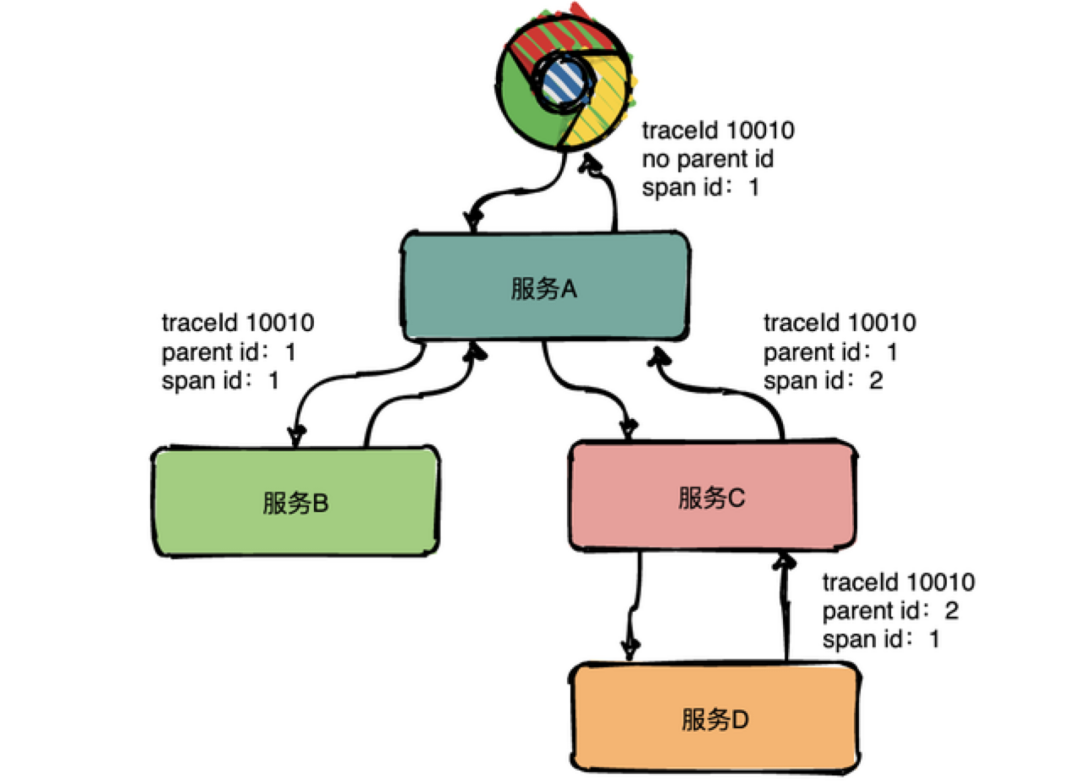 traceId 10010
no parent id
span id：1
服务A
traceId 10010
parent id：1
span id：1
traceId 10010
parent id：1
span id：2
服务B
服务C
traceId 10010
parent id：2
span id：1
服务D